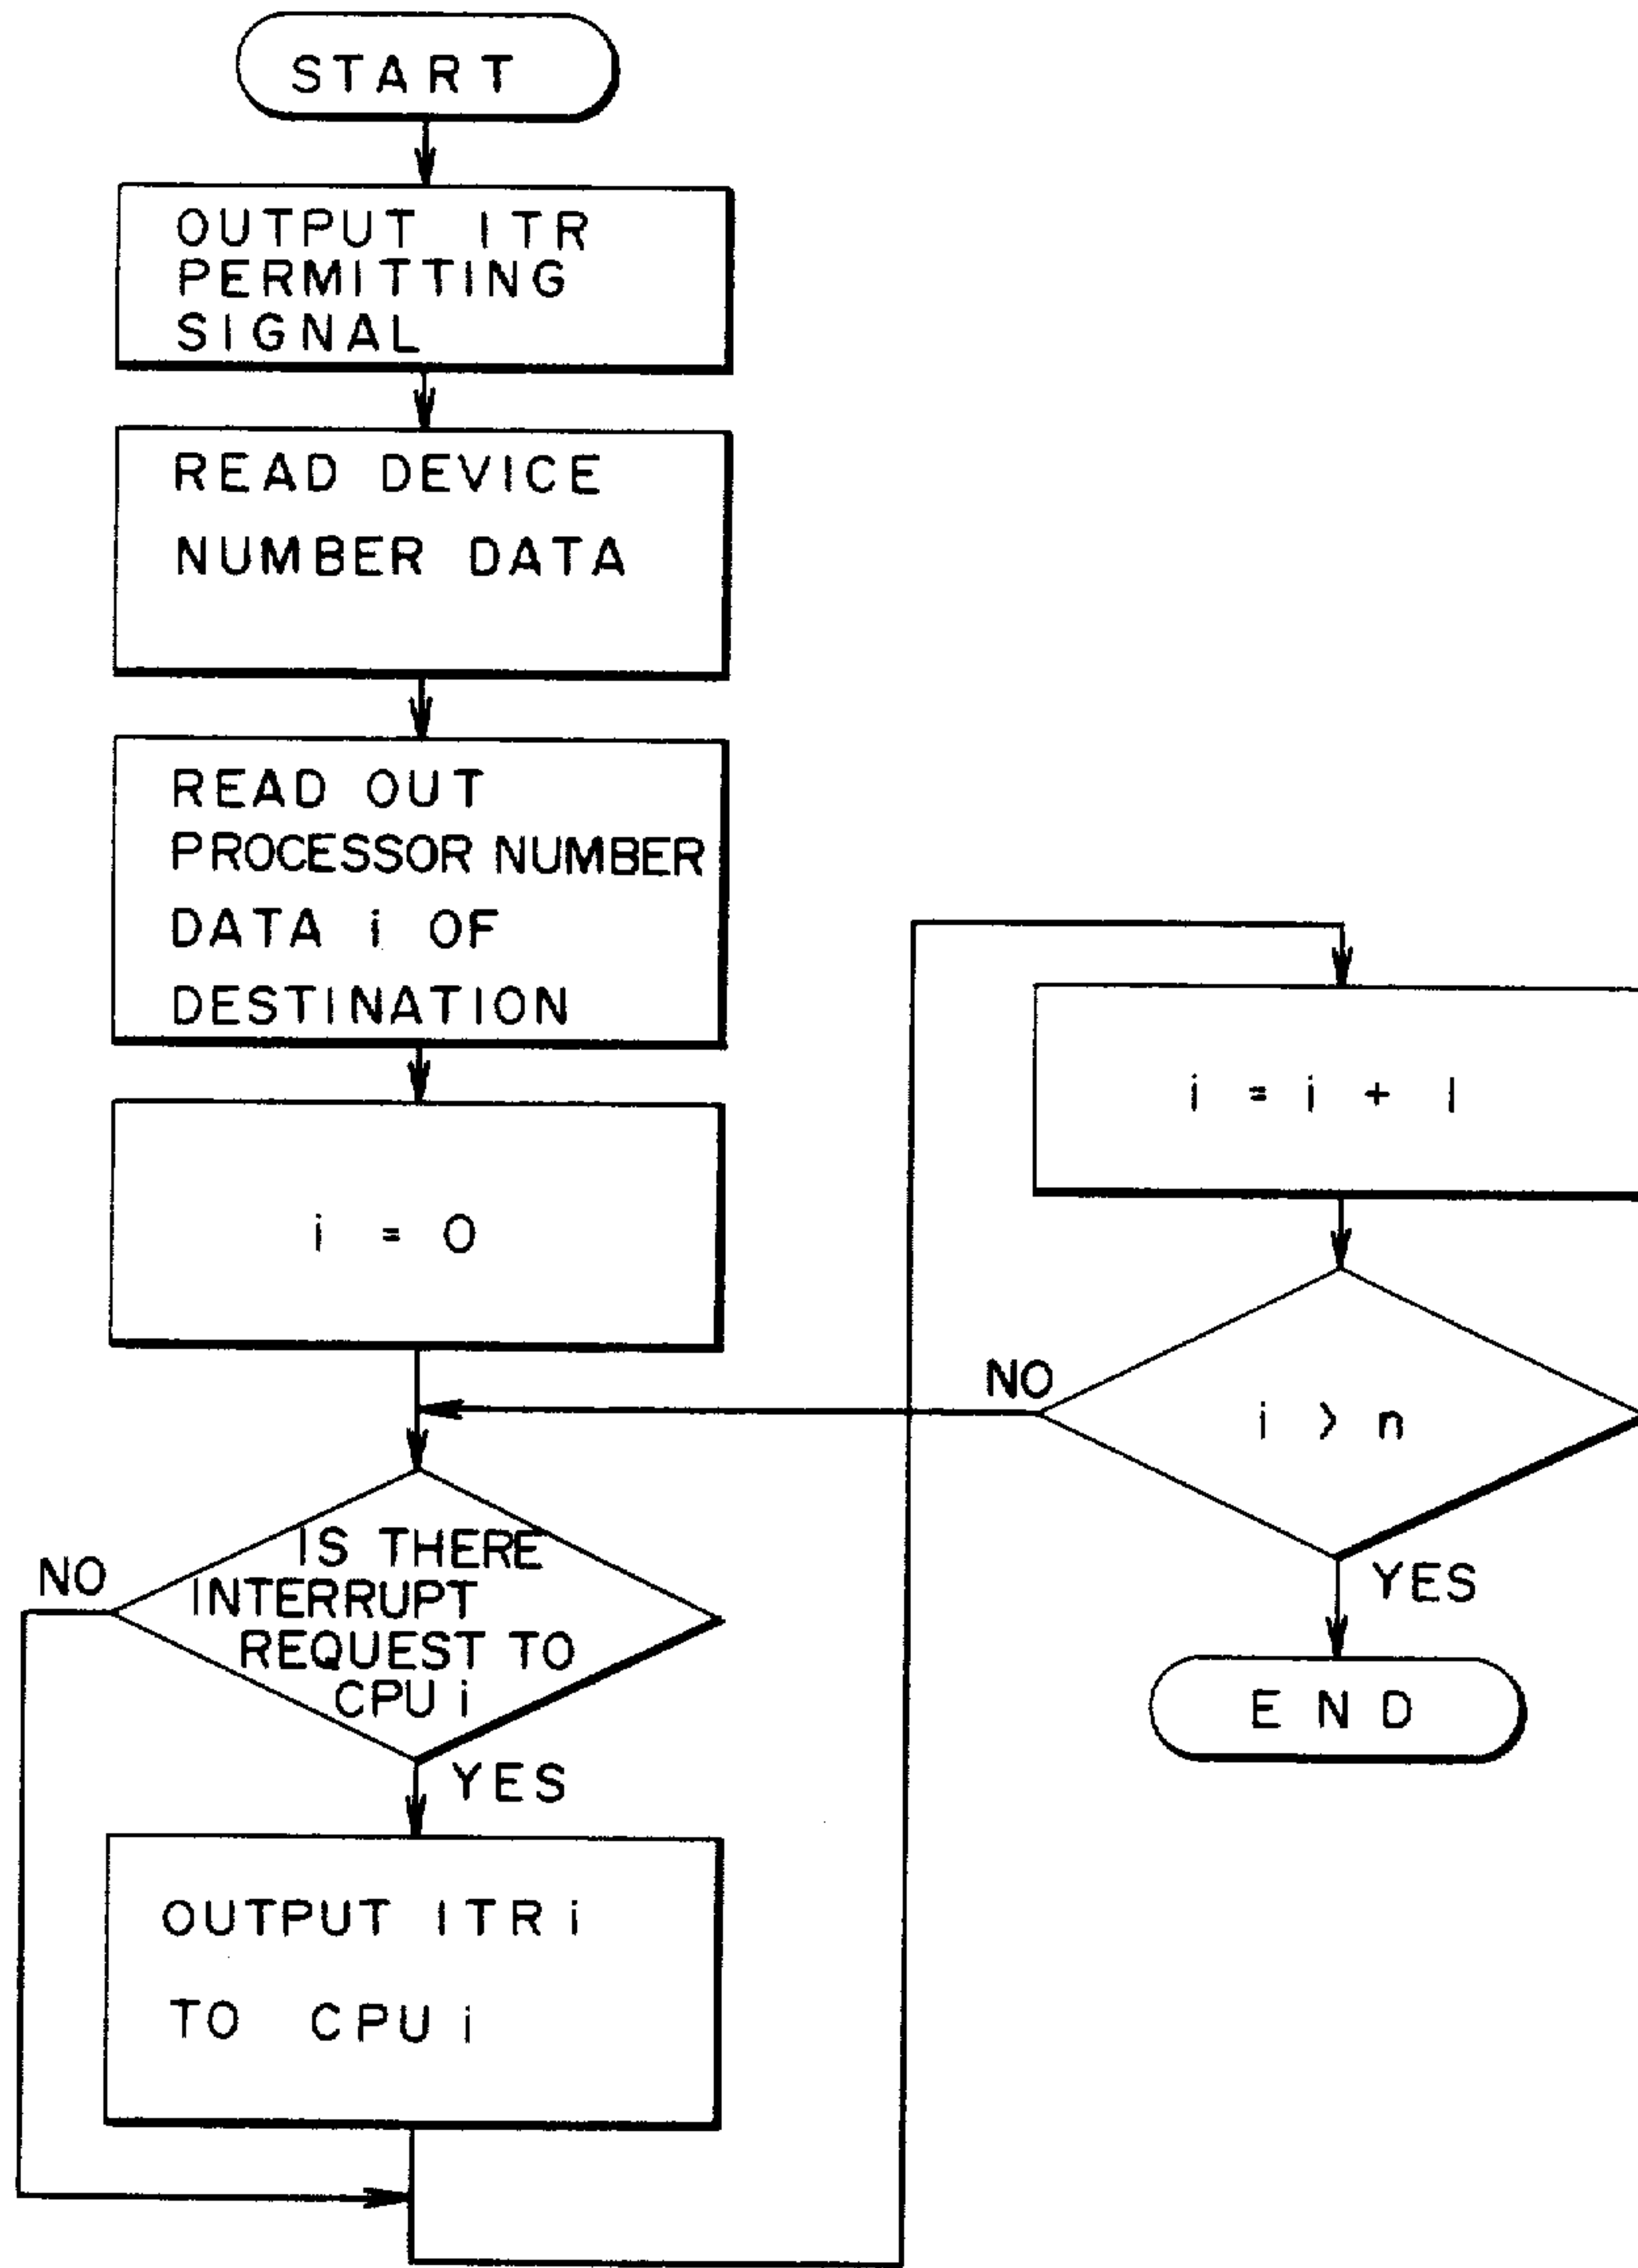 START
OUTPUT ITR
PERMITTING
SIGNAL
READ DEVICE
NUMBER DATA
READ OUT
PROCESSOR NUMBER
DATA i OF
DESTINATION
i = 0
IS THERE
INTERRUPT
REQUEST TO
CPU i
NO
YES
OUTPUT ITR i
TO CPU i
i = i + 1
i > n
NO
YES
END